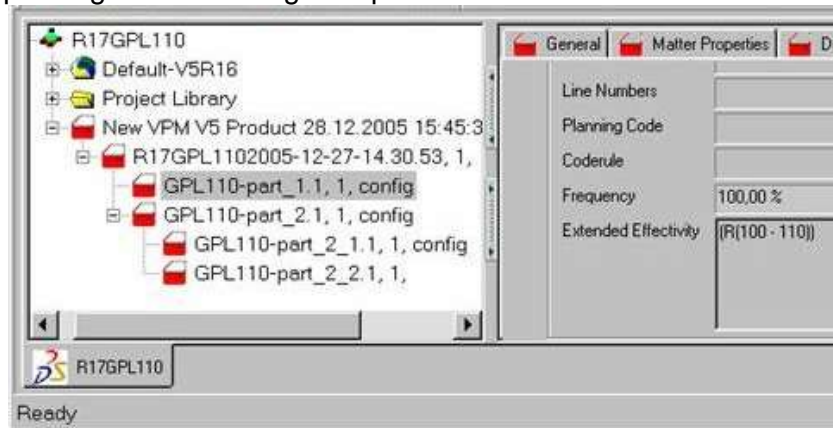 R17GPL110
Default-V5R16
Project Library
New VPM V5 Product 28.12.2005 15:45:3
R17GPL1102005-12-27-14.30.53, 1,
GPL110-part_1.1, 1, config
GPL110-part_2.1, 1, config
GPL110-part_2_1.1, 1, config
GPL110-part_2_2.1, 1,
General Matter Properties D
Line Numbers
Planning Code
Coderule
Frequency 100,00 %
Extended Effectivity (R(100 - 110))
R17GPL110
Ready